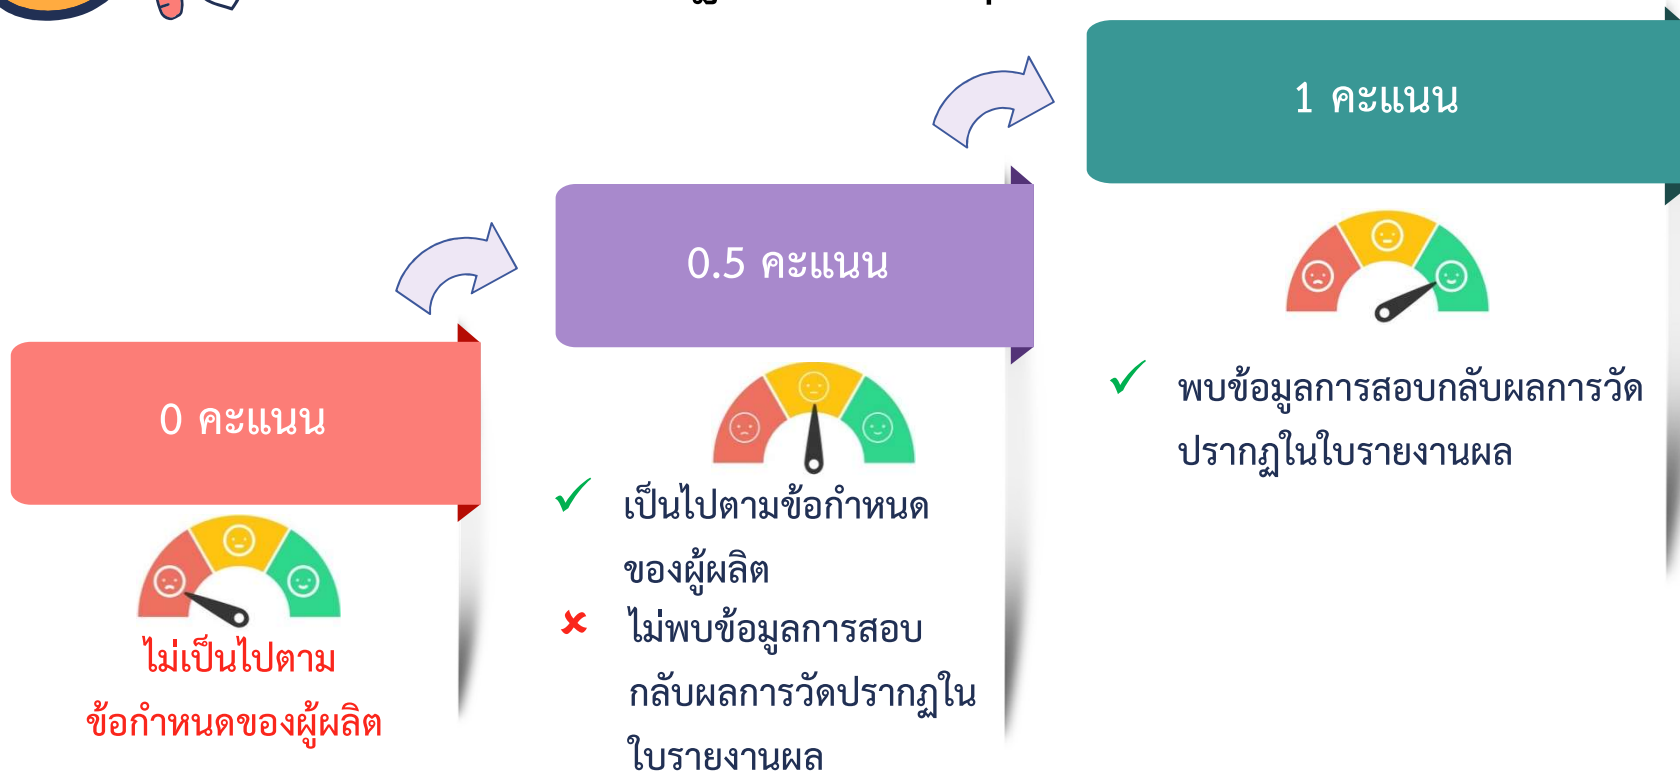 0 คะแนน
ไม่เป็นไปตาม
ข้อกำหนดของผู้ผลิต
0.5 คะแนน
เป็นไปตามข้อกำหนด
ของผู้ผลิต
ไม่พบข้อมูลการสอบ
กลับผลการวัดปรากฏใน
ใบรายงานผล
1 คะแนน
พบข้อมูลการสอบกลับผลการวัด
ปรากฏในใบรายงานผล